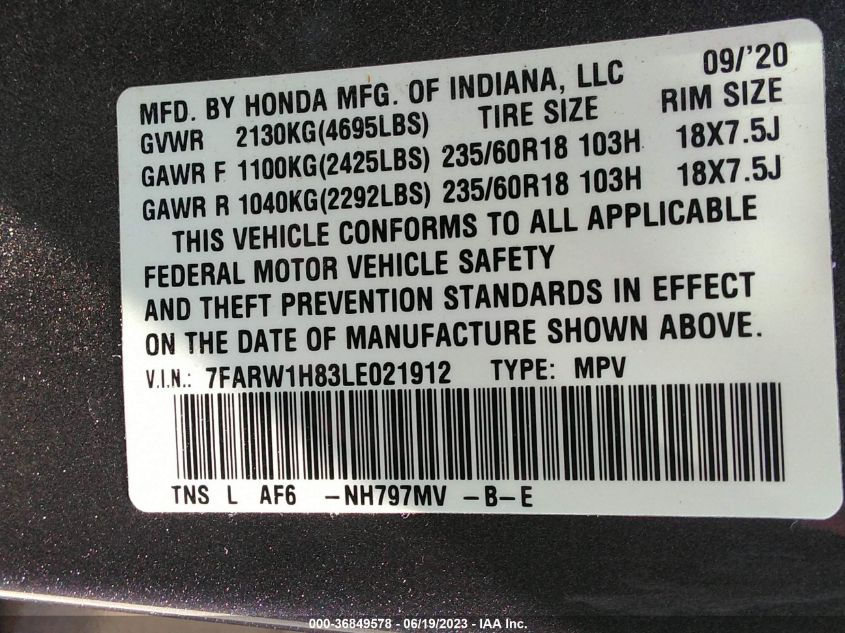 MFD. BY HONDA MFG. OF INDIANA, LLC 09/'20
GVWR 2130KG(4695LBS) TIRE SIZE RIM SIZE
GAWR F 1100KG(2425LBS) 235/60R18 103H 18X7.5J
GAWR R 1040KG(2292LBS) 235/60R18 103H 18X7.5J
THIS VEHICLE CONFORMS TO ALL APPLICABLE
FEDERAL MOTOR VEHICLE SAFETY
AND THEFT PREVENTION STANDARDS IN EFFECT
ON THE DATE OF MANUFACTURE SHOWN ABOVE.
V.I.N.: 7FARW1H83LE021912 TYPE: MPV
TNS L AF6 -NH797MV -B-E
000-36849578 - 06/19/2023 - IAA Inc.